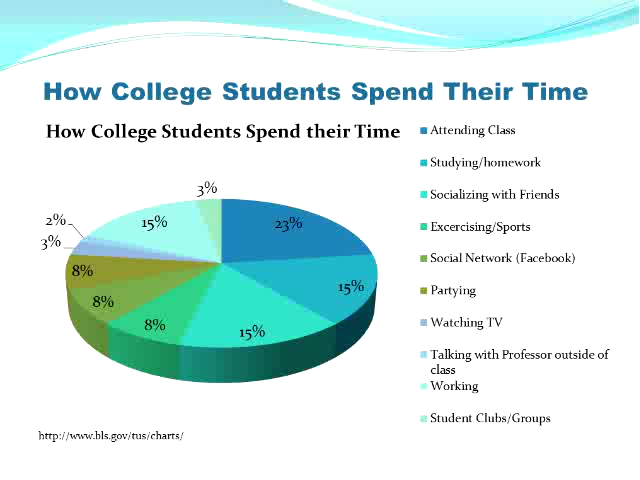 How College Students Spend Their Time
How College Students Spend their Time
Attending Class
Studying/homework
Socializing with Friends
Excercising/Sports
Social Network (Facebook)
Partying
Watching TV
Talking with Professor outside of
class
Working
Student Clubs/Groups
3%
2%
15%
23%
3%
8%
15%
8%
8%
15%
http://www.bls.gov/tus/charts/